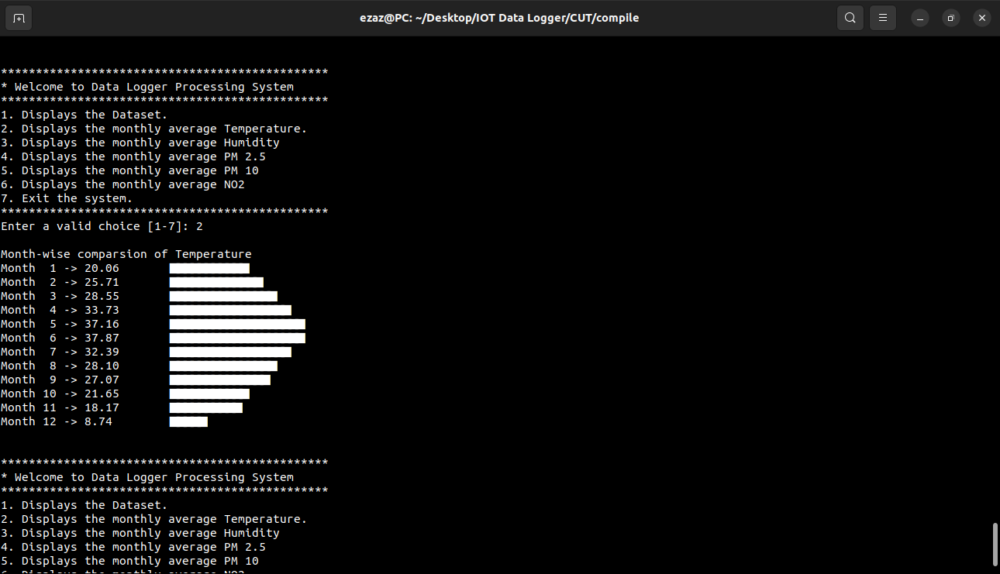 ezaz@PC: ~/Desktop/IOT Data Logger/CUT/compile
***********************************************
* Welcome to Data Logger Processing System
***********************************************
1. Displays the Dataset.
2. Displays the monthly average Temperature.
3. Displays the monthly average Humidity
4. Displays the monthly average PM 2.5
5. Displays the monthly average PM 10
6. Displays the monthly average NO2
7. Exit the system.
***********************************************
Enter a valid choice [1-7]: 2
Month-wise comparsion of Temperature
Month  1 -> 20.06
Month  2 -> 25.71
Month  3 -> 28.55
Month  4 -> 33.73
Month  5 -> 37.16
Month  6 -> 37.87
Month  7 -> 32.39
Month  8 -> 28.10
Month  9 -> 27.07
Month 10 -> 21.65
Month 11 -> 18.17
Month 12 -> 8.74
***********************************************
* Welcome to Data Logger Processing System
***********************************************
1. Displays the Dataset.
2. Displays the monthly average Temperature.
3. Displays the monthly average Humidity
4. Displays the monthly average PM 2.5
5. Displays the monthly average PM 10
6. Displays the monthly average NO2